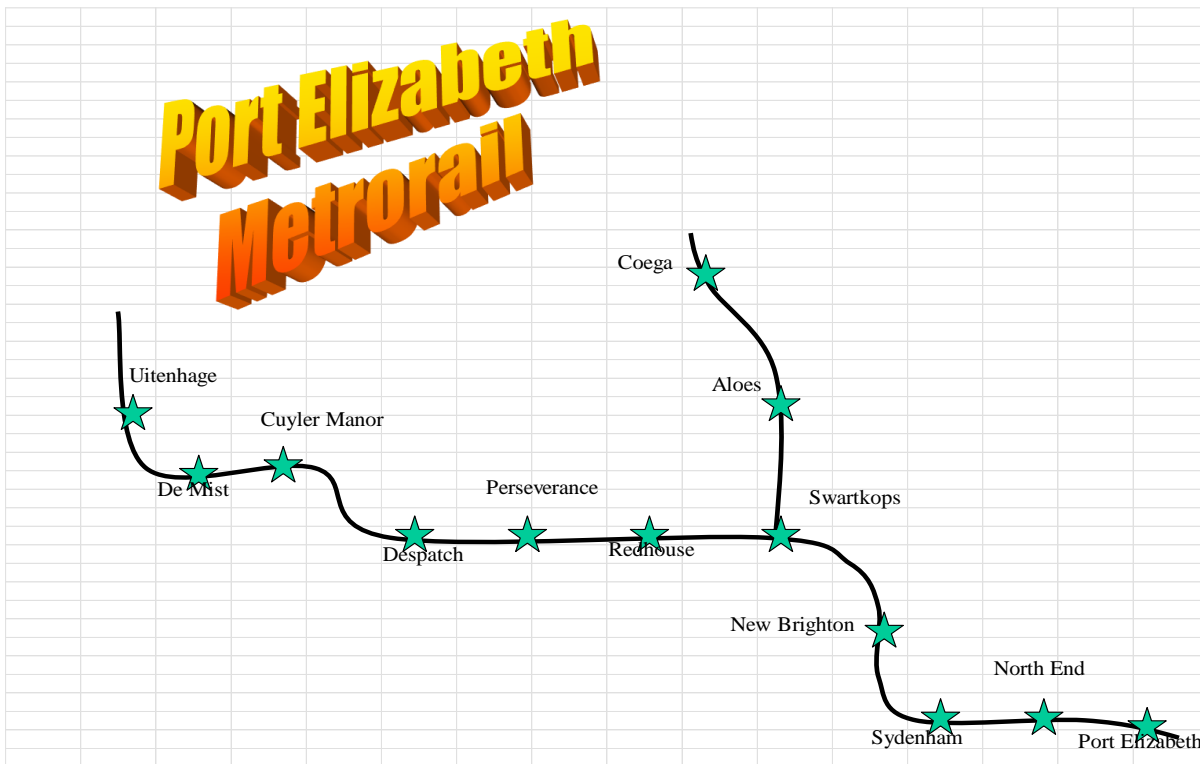 Port Elizabeth
Metrorail
Coega
Uitenhage
Aloes
Cuyler Manor
De Mist
Perseverance
Swartkops
Despatch
Redhouse
New Brighton
North End
Sydenham
Port Elizabeth